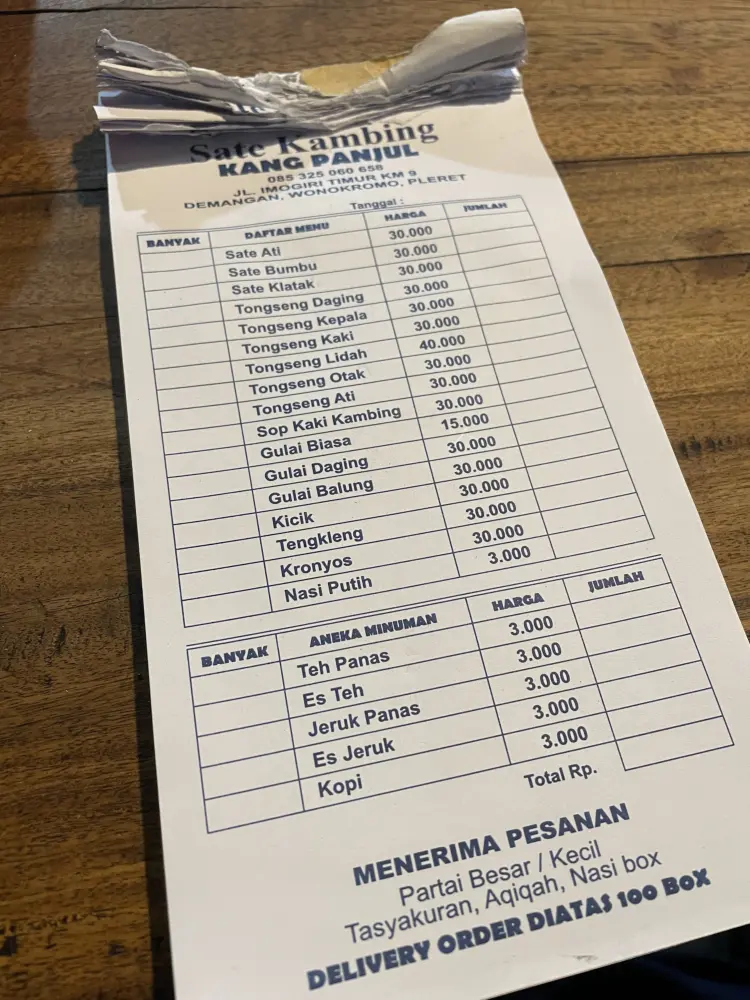 Sate Kambing
KANG PANJUL
085 325 060 656
JL. IMOGIRI TIMUR KM 9
DEMANGAN, WONOKROMO, PLERET
Tanggal :
BANYAK DAFTAR MENU HARGA JUMLAH
Sate Ati 30.000
Sate Bumbu 30.000
Sate Klatak 30.000
Tongseng Daging 30.000
Tongseng Kepala 30.000
Tongseng Kaki 30.000
Tongseng Lidah 40.000
Tongseng Otak 30.000
Tongseng Ati 30.000
Sop Kaki Kambing 30.000
Gulai Biasa 15.000
Gulai Daging 30.000
Gulai Balung 30.000
Kicik 30.000
Tengkleng 30.000
Kronyos 30.000
Nasi Putih 3.000
BANYAK ANEKA MINUMAN HARGA JUMLAH
Teh Panas 3.000
Es Teh 3.000
Jeruk Panas 3.000
Es Jeruk 3.000
Kopi 3.000
Total Rp.
MENERIMA PESANAN
Partai Besar / Kecil
Tasyakuran, Aqiqah, Nasi box
DELIVERY ORDER DIATAS 100 BOX